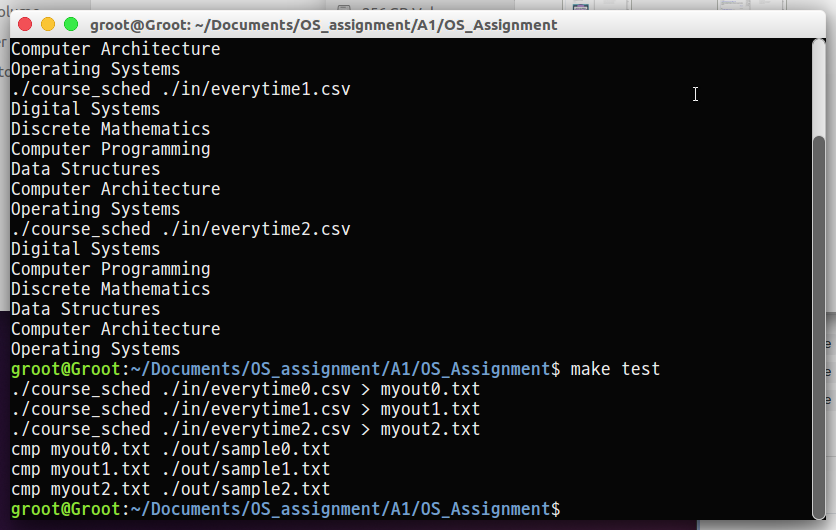 groot@Groot: ~/Documents/OS_assignment/A1/OS_Assignment
Computer Architecture
Operating Systems
./course_sched ./in/everytime1.csv
Digital Systems
Discrete Mathematics
Computer Programming
Data Structures
Computer Architecture
Operating Systems
./course_sched ./in/everytime2.csv
Digital Systems
Computer Programming
Discrete Mathematics
Data Structures
Computer Architecture
Operating Systems
groot@Groot:~/Documents/OS_assignment/A1/OS_Assignment$ make test
./course_sched ./in/everytime0.csv > myout0.txt
./course_sched ./in/everytime1.csv > myout1.txt
./course_sched ./in/everytime2.csv > myout2.txt
cmp myout0.txt ./out/sample0.txt
cmp myout1.txt ./out/sample1.txt
cmp myout2.txt ./out/sample2.txt
groot@Groot:~/Documents/OS_assignment/A1/OS_Assignment$